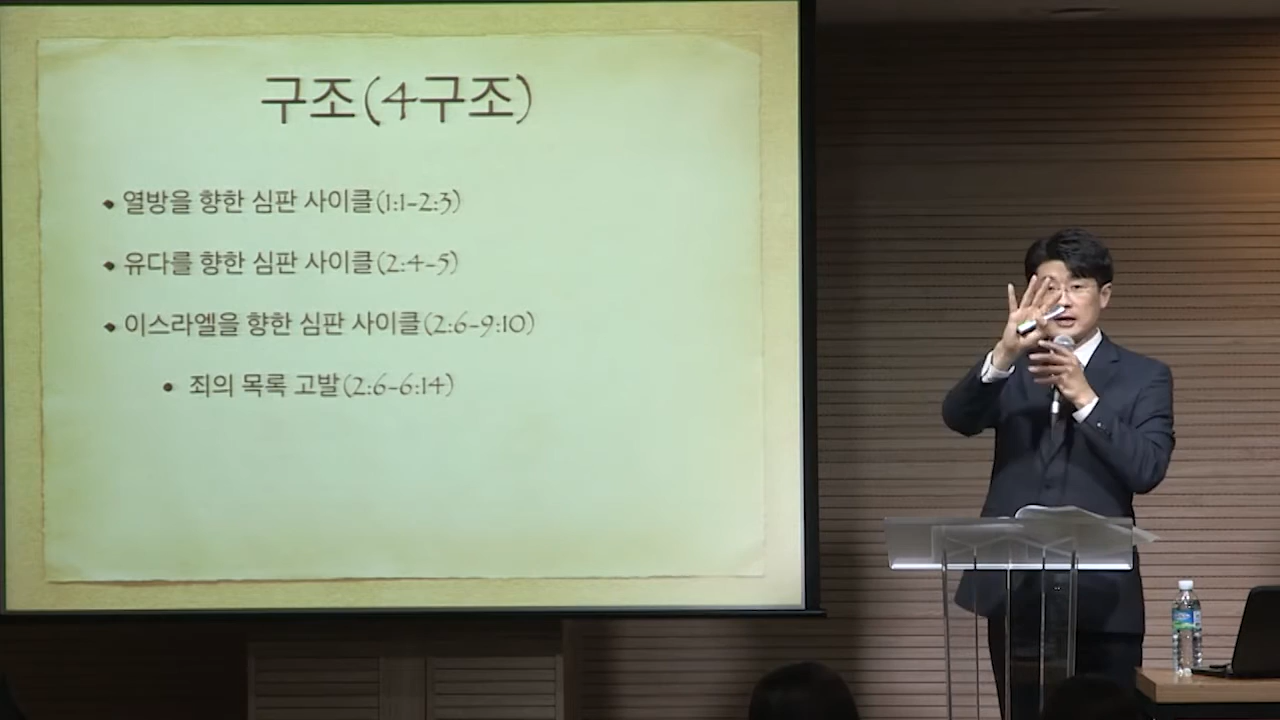 구조(4구조)
• 열방을 향한 심판 사이클(1:1-2:3)
• 유다를 향한 심판 사이클(2:4-5)
• 이스라엘을 향한 심판 사이클(2:6-9:10)
• 죄의 목록 고발(2:6-6:14)